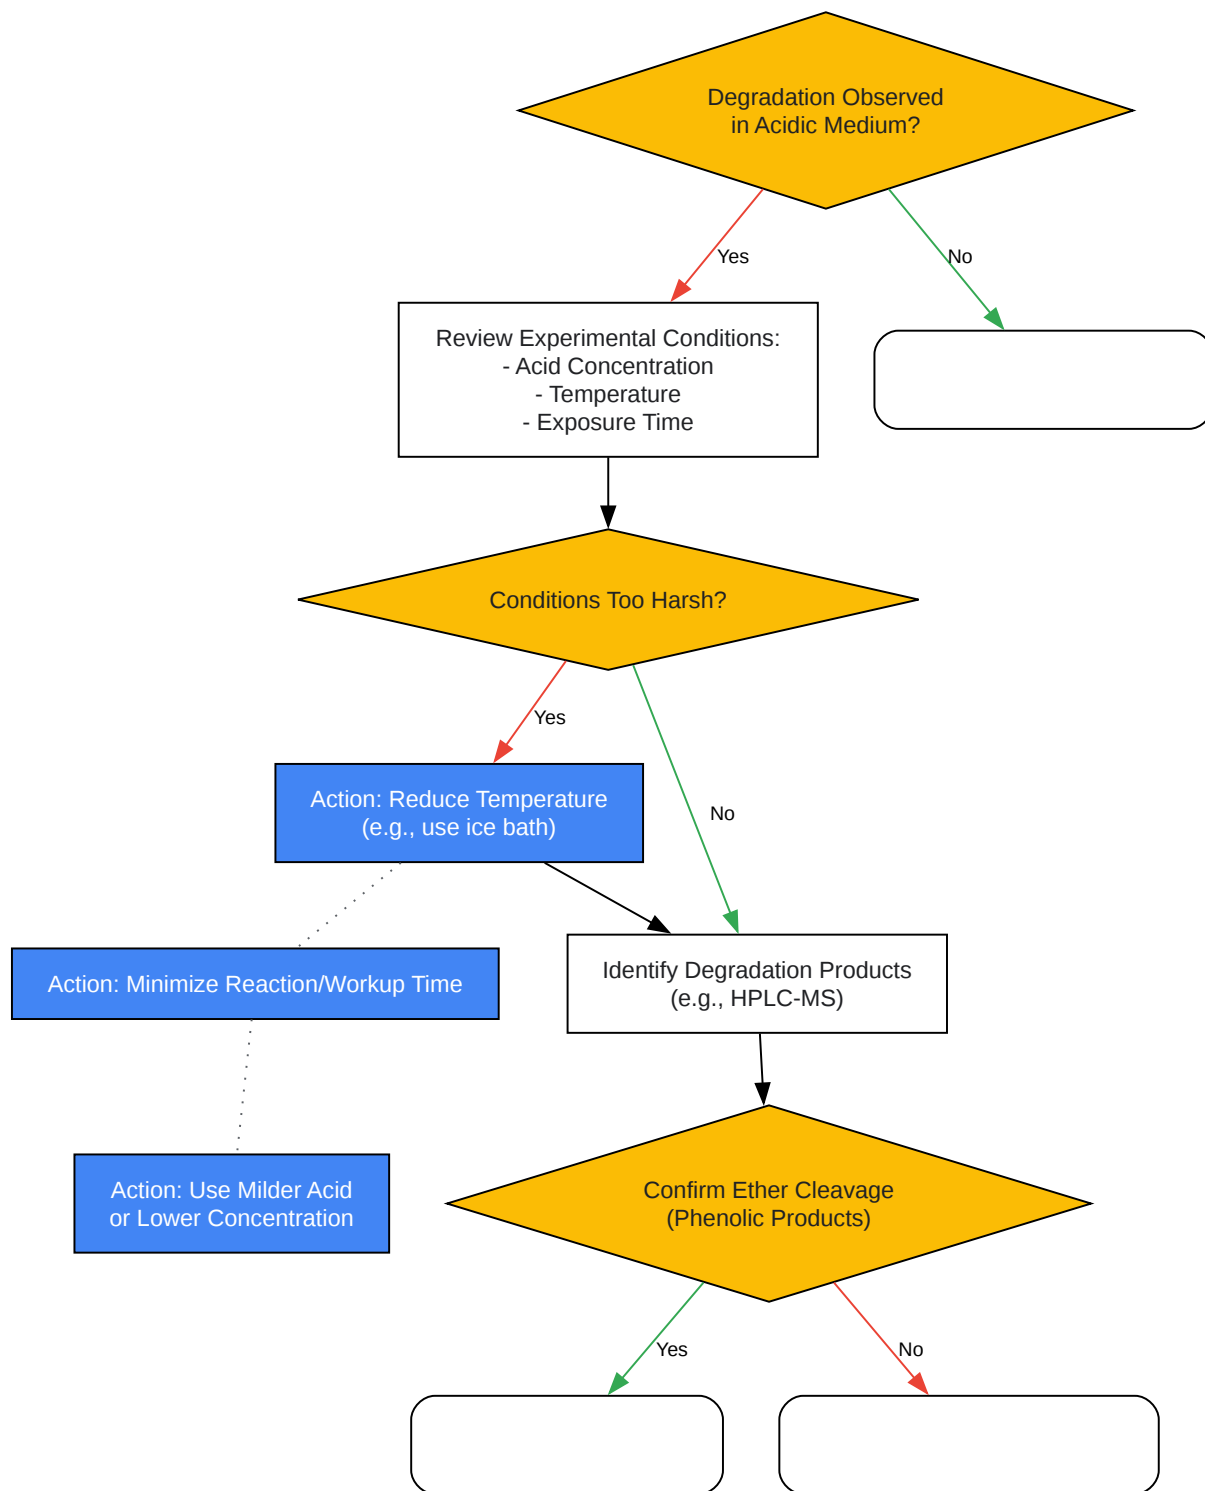 Degradation Observed
in Acidic Medium?
Yes
No
Review Experimental Conditions:
- Acid Concentration
- Temperature
- Exposure Time
Conditions Too Harsh?
Yes
Action: Reduce Temperature
(e.g., use ice bath)
No
Action: Minimize Reaction/Workup Time
Identify Degradation Products
(e.g., HPLC-MS)
Action: Use Milder Acid
or Lower Concentration
Confirm Ether Cleavage
(Phenolic Products)
Yes
No